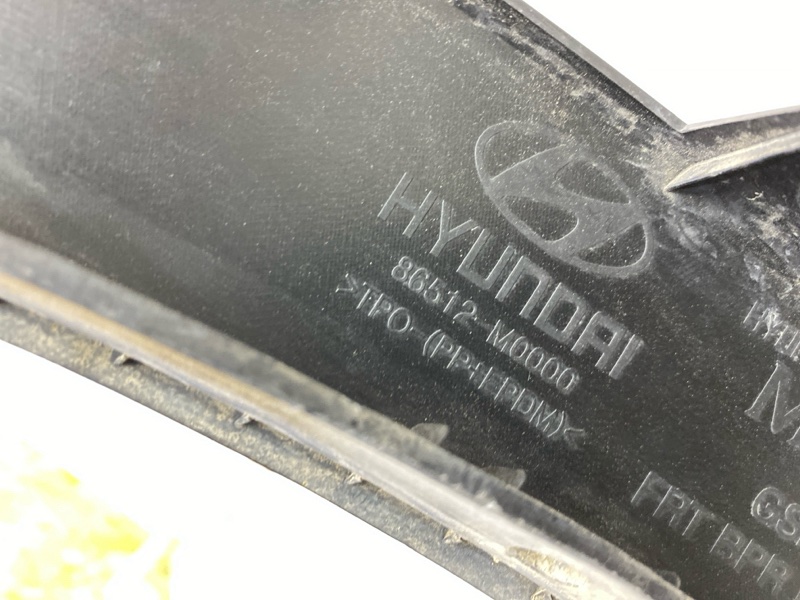 HYUNDAI
86512-M0000
>TPO-(PP+EPDM)<
FRT BPR